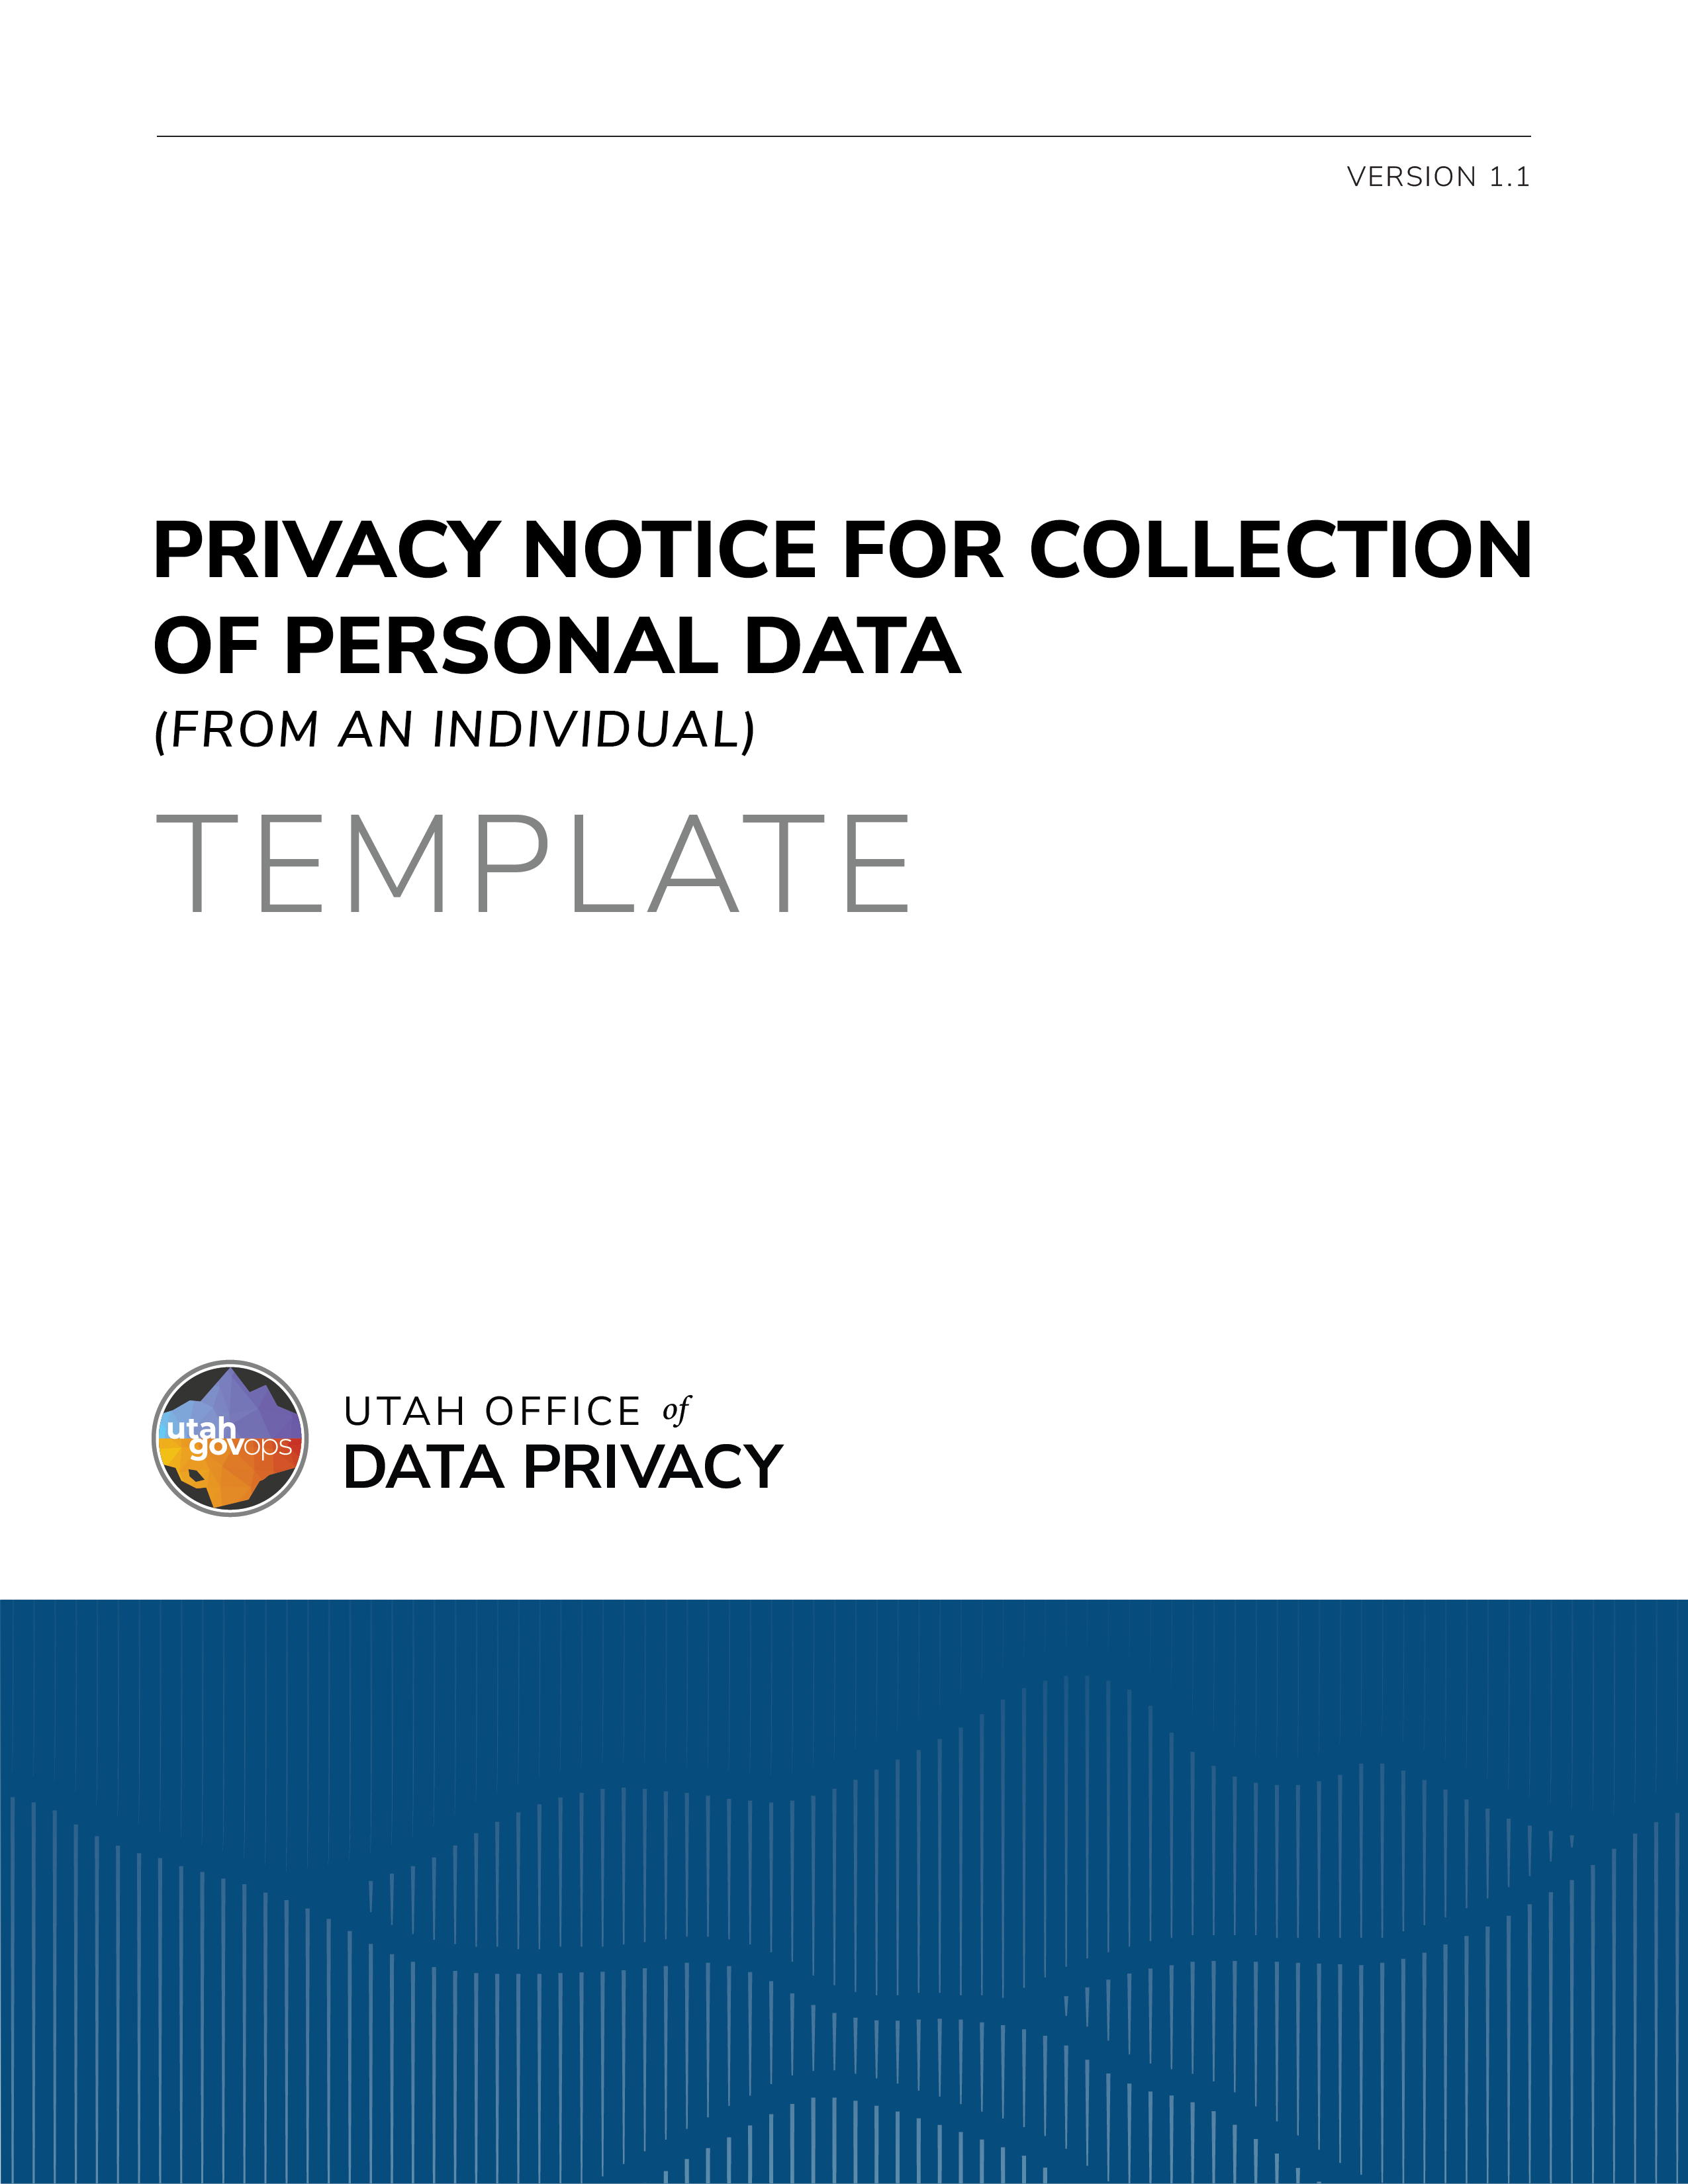 VERSION 1.1
PRIVACY NOTICE FOR COLLECTION
OF PERSONAL DATA
(FROM AN INDIVIDUAL)
TEMPLATE
utah
govops
UTAH OFFICE of
DATA PRIVACY